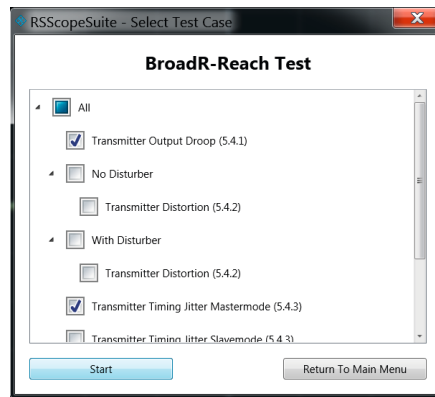 RSScopeSuite - Select Test Case
BroadR-Reach Test
All
Transmitter Output Droop (5.4.1)
No Disturber
Transmitter Distortion (5.4.2)
With Disturber
Transmitter Distortion (5.4.2)
Transmitter Timing Jitter Mastermode (5.4.3)
Transmitter Timing Jitter Slavemode (5.4.3)
Start
Return To Main Menu